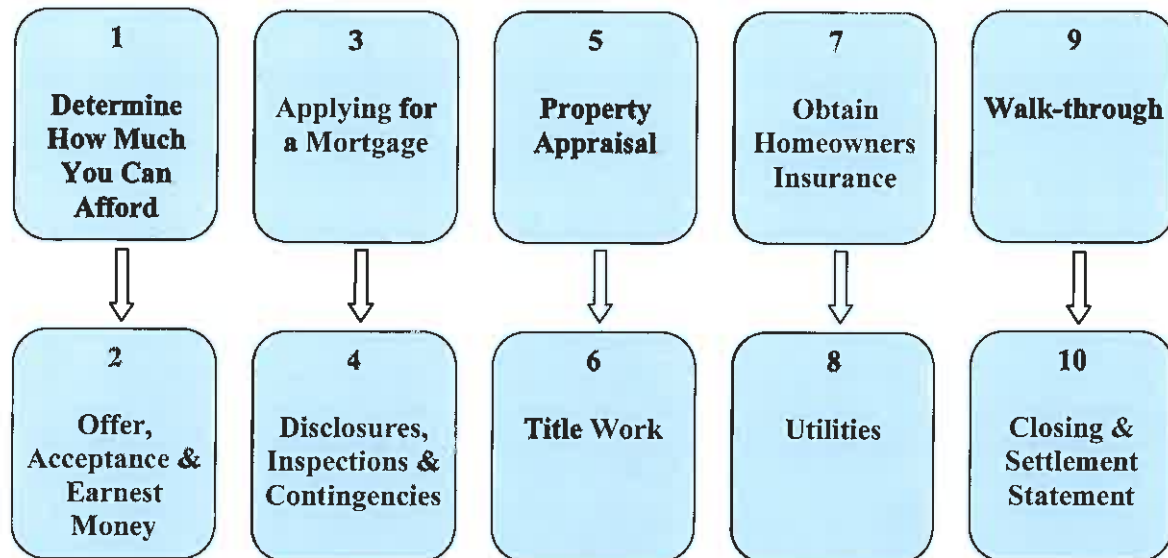 1
Determine
How Much
You Can
Afford
2
Offer,
Acceptance &
Earnest
Money
3
Applying for
a Mortgage
4
Disclosures,
Inspections &
Contingencies
5
Property
Appraisal
6
Title Work
7
Obtain
Homeowners
Insurance
8
Utilities
9
Walk-through
10
Closing &
Settlement
Statement